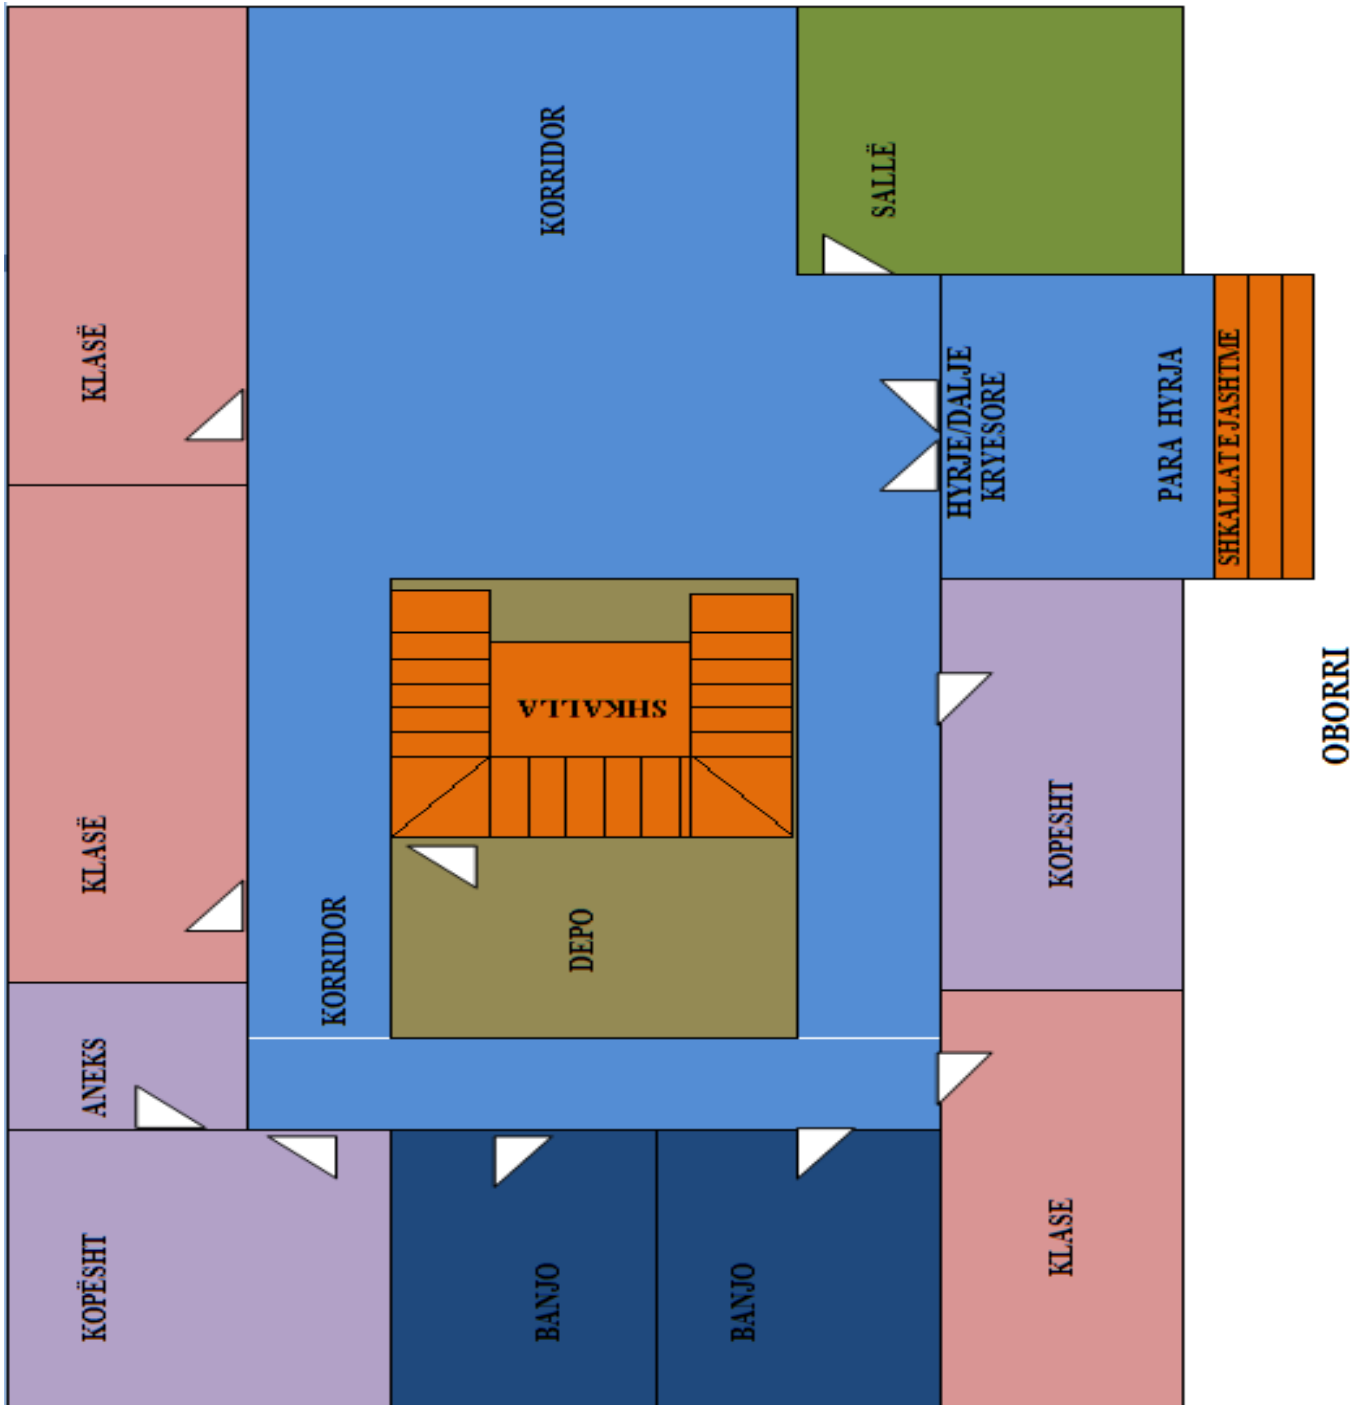 KLASË
KORRIDOR
SALLË
KLASË
KORRIDOR
SHKALLA
DEPO
HYRJE/DALJE
KRYESORE
PARA HYRJA
SHKALLAT E JASHTME
OBORRI
KOPESHT
ANEKS
KOPËSHT
BANJO
BANJO
KLASE